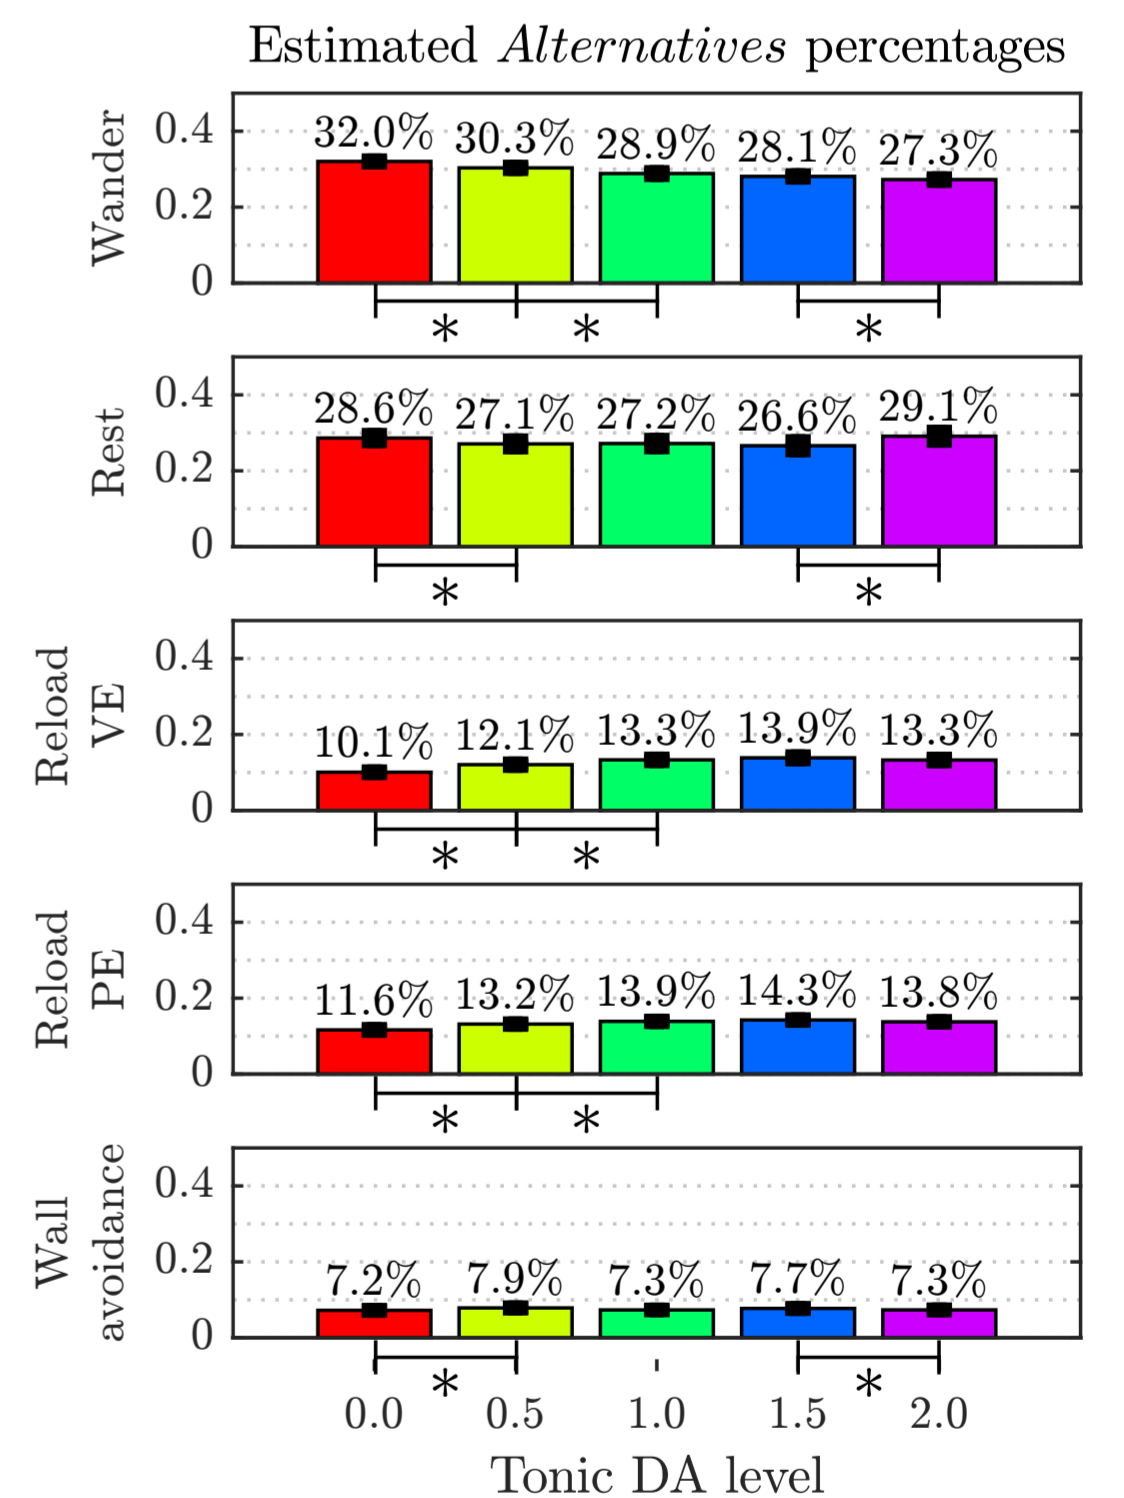 Estimated Alternatives percentages
Wander
0.4
0.2
0
32.0% 30.3% 28.9% 28.1% 27.3%
* * *
Rest
0.4
0.2
0
28.6% 27.1% 27.2% 26.6% 29.1%
* *
Reload
VE
0.4
0.2
0
10.1% 12.1% 13.3% 13.9% 13.3%
* *
Reload
PE
0.4
0.2
0
11.6% 13.2% 13.9% 14.3% 13.8%
* *
Wall
avoidance
0.4
0.2
0
7.2% 7.9% 7.3% 7.7% 7.3%
* *
0.0 0.5 1.0 1.5 2.0
Tonic DA level